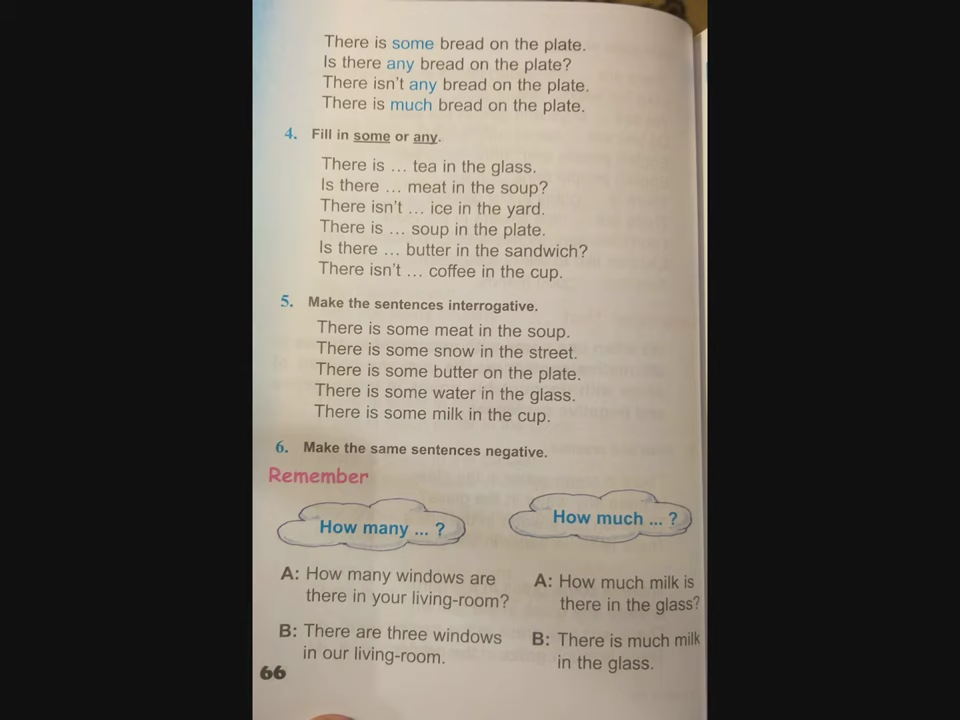 There is some bread on the plate.
Is there any bread on the plate?
There isn't any bread on the plate.
There is much bread on the plate.
4. Fill in some or any.
There is ... tea in the glass.
Is there ... meat in the soup?
There isn't ... ice in the yard.
There is ... soup in the plate.
Is there ... butter in the sandwich?
There isn't ... coffee in the cup.
5. Make the sentences interrogative.
There is some meat in the soup.
There is some snow in the street.
There is some butter on the plate.
There is some water in the glass.
There is some milk in the cup.
6. Make the same sentences negative.
Remember
How many ... ?
How much ... ?
A: How many windows are
there in your living-room?
B: There are three windows
in our living-room.
A: How much milk is
there in the glass?
B: There is much milk
in the glass.
66